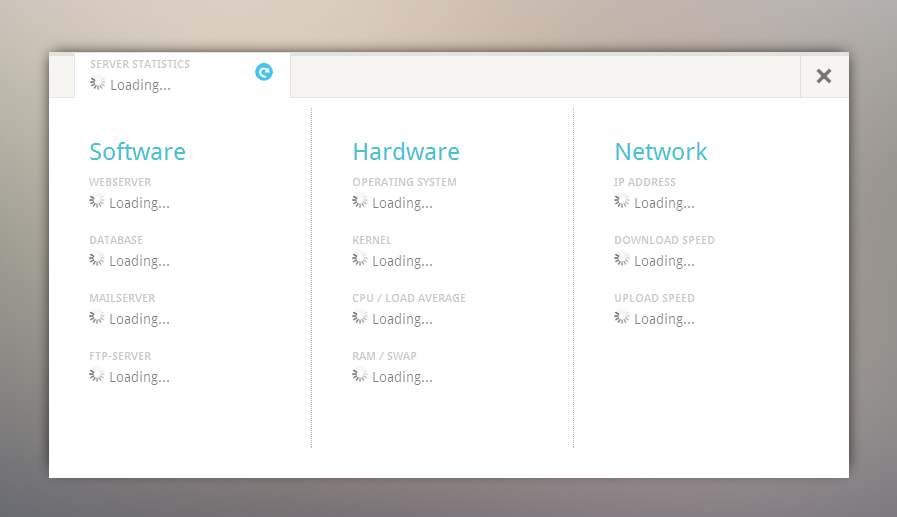 SERVER STATISTICS
Loading...
Software
WEBSERVER
Loading...
DATABASE
Loading...
MAILSERVER
Loading...
FTP-SERVER
Loading...
Hardware
OPERATING SYSTEM
Loading...
KERNEL
Loading...
CPU / LOAD AVERAGE
Loading...
RAM / SWAP
Loading...
Network
IP ADDRESS
Loading...
DOWNLOAD SPEED
Loading...
UPLOAD SPEED
Loading...